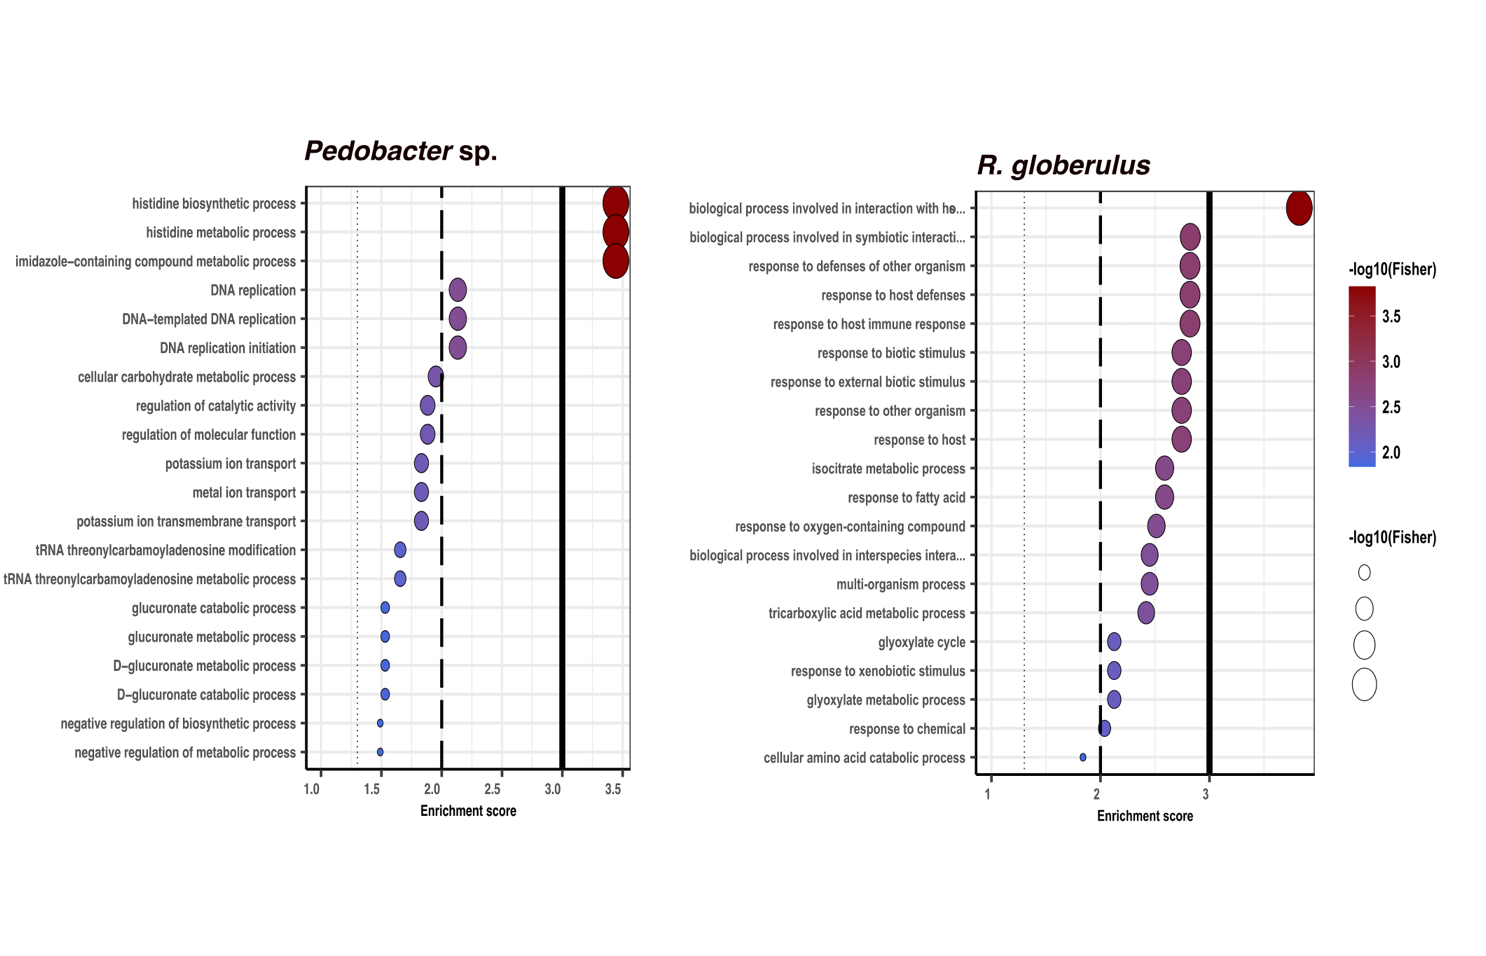 Pedobacter sp.
histidine biosynthetic process
histidine metabolic process
imidazole−containing compound metabolic process
DNA replication
DNA−templated DNA replication
DNA replication initiation
cellular carbohydrate metabolic process
regulation of catalytic activity
regulation of molecular function
potassium ion transport
metal ion transport
potassium ion transmembrane transport
tRNA threonylcarbamoyladenosine modification
tRNA threonylcarbamoyladenosine metabolic process
glucuronate catabolic process
glucuronate metabolic process
D−glucuronate metabolic process
D−glucuronate catabolic process
negative regulation of biosynthetic process
negative regulation of metabolic process
1.0 1.5 2.0 2.5 3.0 3.5
Enrichment score
R. globerulus
biological process involved in interaction with ho...
biological process involved in symbiotic interacti...
response to defenses of other organism
response to host defenses
response to host immune response
response to biotic stimulus
response to external biotic stimulus
response to other organism
response to host
isocitrate metabolic process
response to fatty acid
response to oxygen-containing compound
biological process involved in interspecies intera...
multi-organism process
tricarboxylic acid metabolic process
glyoxylate cycle
response to xenobiotic stimulus
glyoxylate metabolic process
response to chemical
cellular amino acid catabolic process
1 2 3
Enrichment score
-log10(Fisher)
3.5
3.0
2.5
2.0
-log10(Fisher)